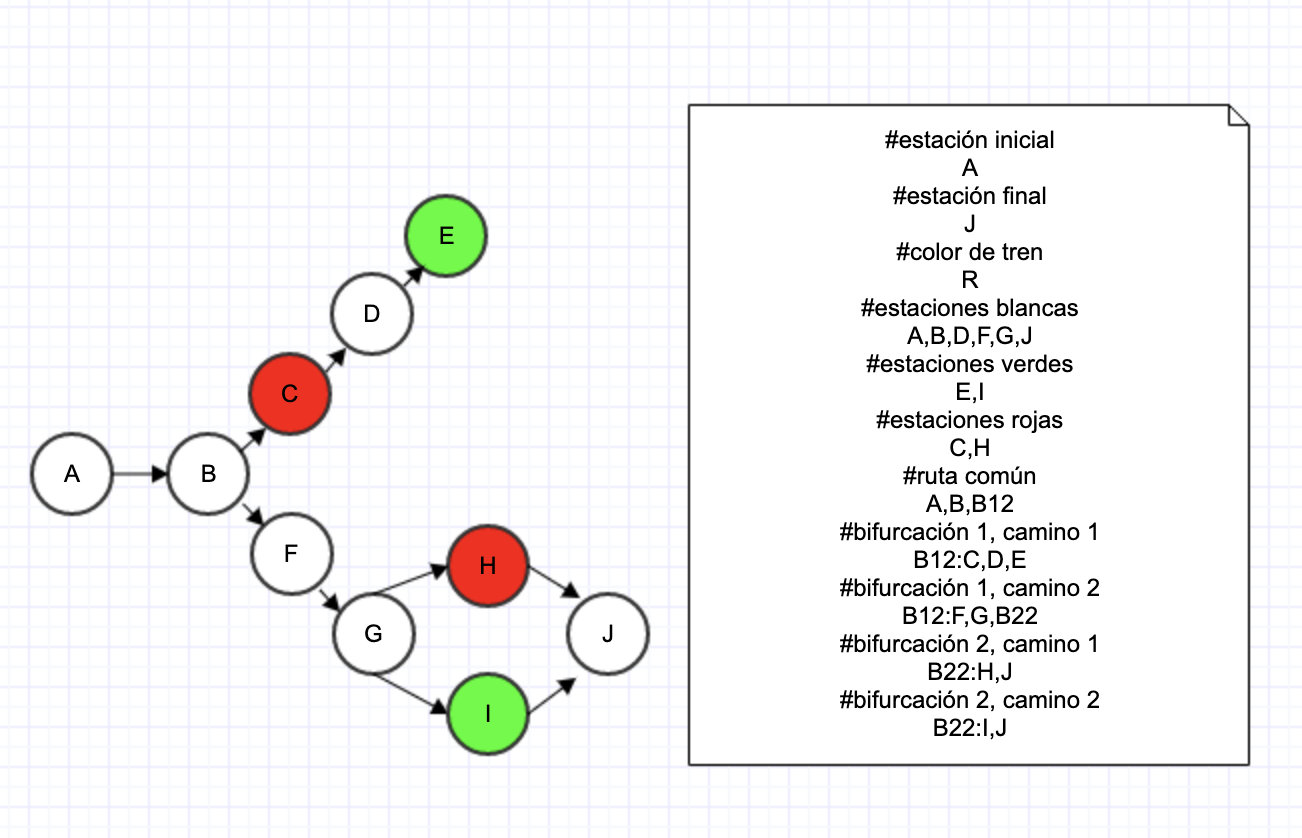 E
D
C
A
B
F
H
G
J
I
#estación inicial
A
#estación final
J
#color de tren
R
#estaciones blancas
A,B,D,F,G,J
#estaciones verdes
E,I
#estaciones rojas
C,H
#ruta común
A,B,B12
#bifurcación 1, camino 1
B12:C,D,E
#bifurcación 1, camino 2
B12:F,G,B22
#bifurcación 2, camino 1
B22:H,J
#bifurcación 2, camino 2
B22:I,J